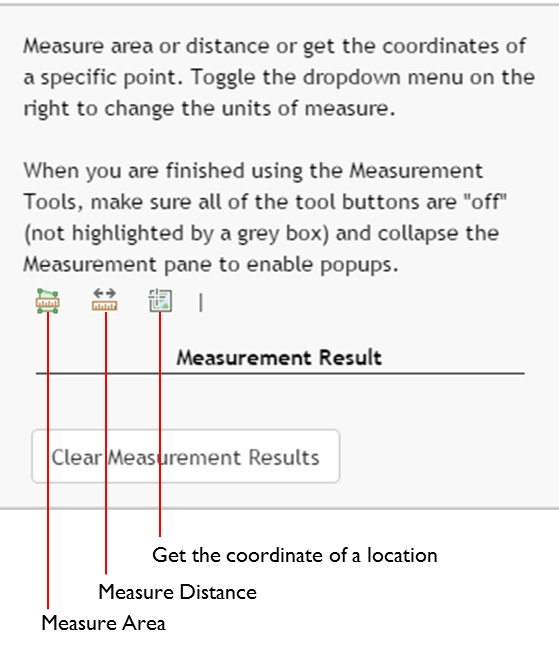 Measure area or distance or get the coordinates of
a specific point. Toggle the dropdown menu on the
right to change the units of measure.
When you are finished using the Measurement
Tools, make sure all of the tool buttons are "off"
(not highlighted by a grey box) and collapse the
Measurement pane to enable popups.
|
Measurement Result
Clear Measurement Results
Get the coordinate of a location
Measure Distance
Measure Area